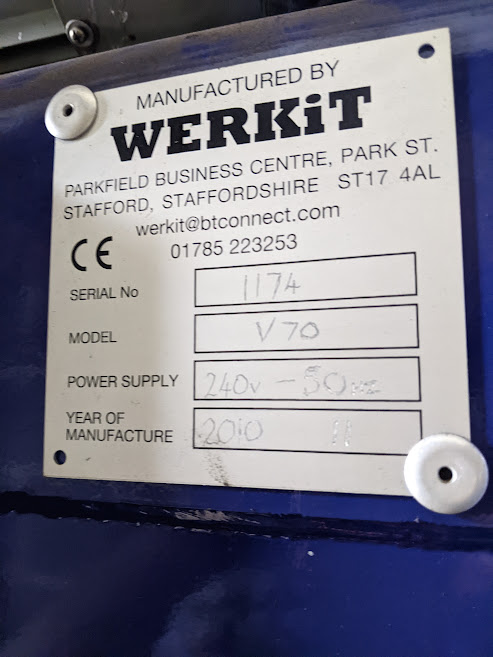 MANUFACTURED BY
WERKiT
PARKFIELD BUSINESS CENTRE, PARK ST.
STAFFORD, STAFFORDSHIRE ST17 4AL
werkit@btconnect.com
01785 223253
CE
SERIAL No 1174
MODEL V70
POWER SUPPLY 240v - 50Hz
YEAR OF
MANUFACTURE 2010 11